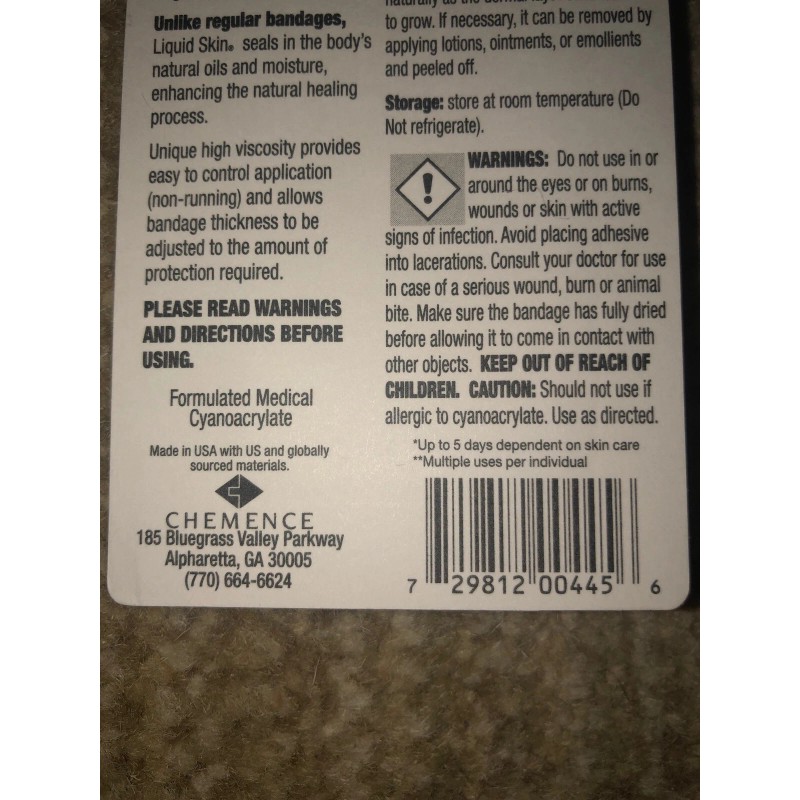 Unlike regular bandages,
Liquid Skin® seals in the body's
natural oils and moisture,
enhancing the natural healing
process.
Unique high viscosity provides
easy to control application
(non-running) and allows
bandage thickness to be
adjusted to the amount of
protection required.
PLEASE READ WARNINGS
AND DIRECTIONS BEFORE
USING.
Formulated Medical
Cyanoacrylate
Made in USA with US and globally
sourced materials.
CHEMENCE
185 Bluegrass Valley Parkway
Alpharetta, GA 30005
(770) 664-6624
naturally as the
to grow. If necessary, it can be removed by
applying lotions, ointments, or emollients
and peeled off.
Storage: store at room temperature (Do
Not refrigerate).
WARNINGS: Do not use in or
around the eyes or on burns,
wounds or skin with active
signs of infection. Avoid placing adhesive
into lacerations. Consult your doctor for use
in case of a serious wound, burn or animal
bite. Make sure the bandage has fully dried
before allowing it to come in contact with
other objects. KEEP OUT OF REACH OF
CHILDREN. CAUTION: Should not use if
allergic to cyanoacrylate. Use as directed.
*Up to 5 days dependent on skin care
**Multiple uses per individual
7 29812 00445 6